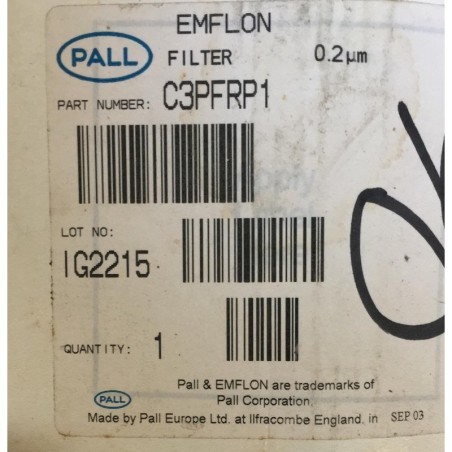 EMFLON
PALL FILTER 0.2µm
PART NUMBER: C3PFRP1
LOT NO:
IG2215
QUANTITY: 1
Pall & EMFLON are trademarks of
PALL Pall Corporation.
Made by Pall Europe Ltd. at Ilfracombe England. in SEP 03